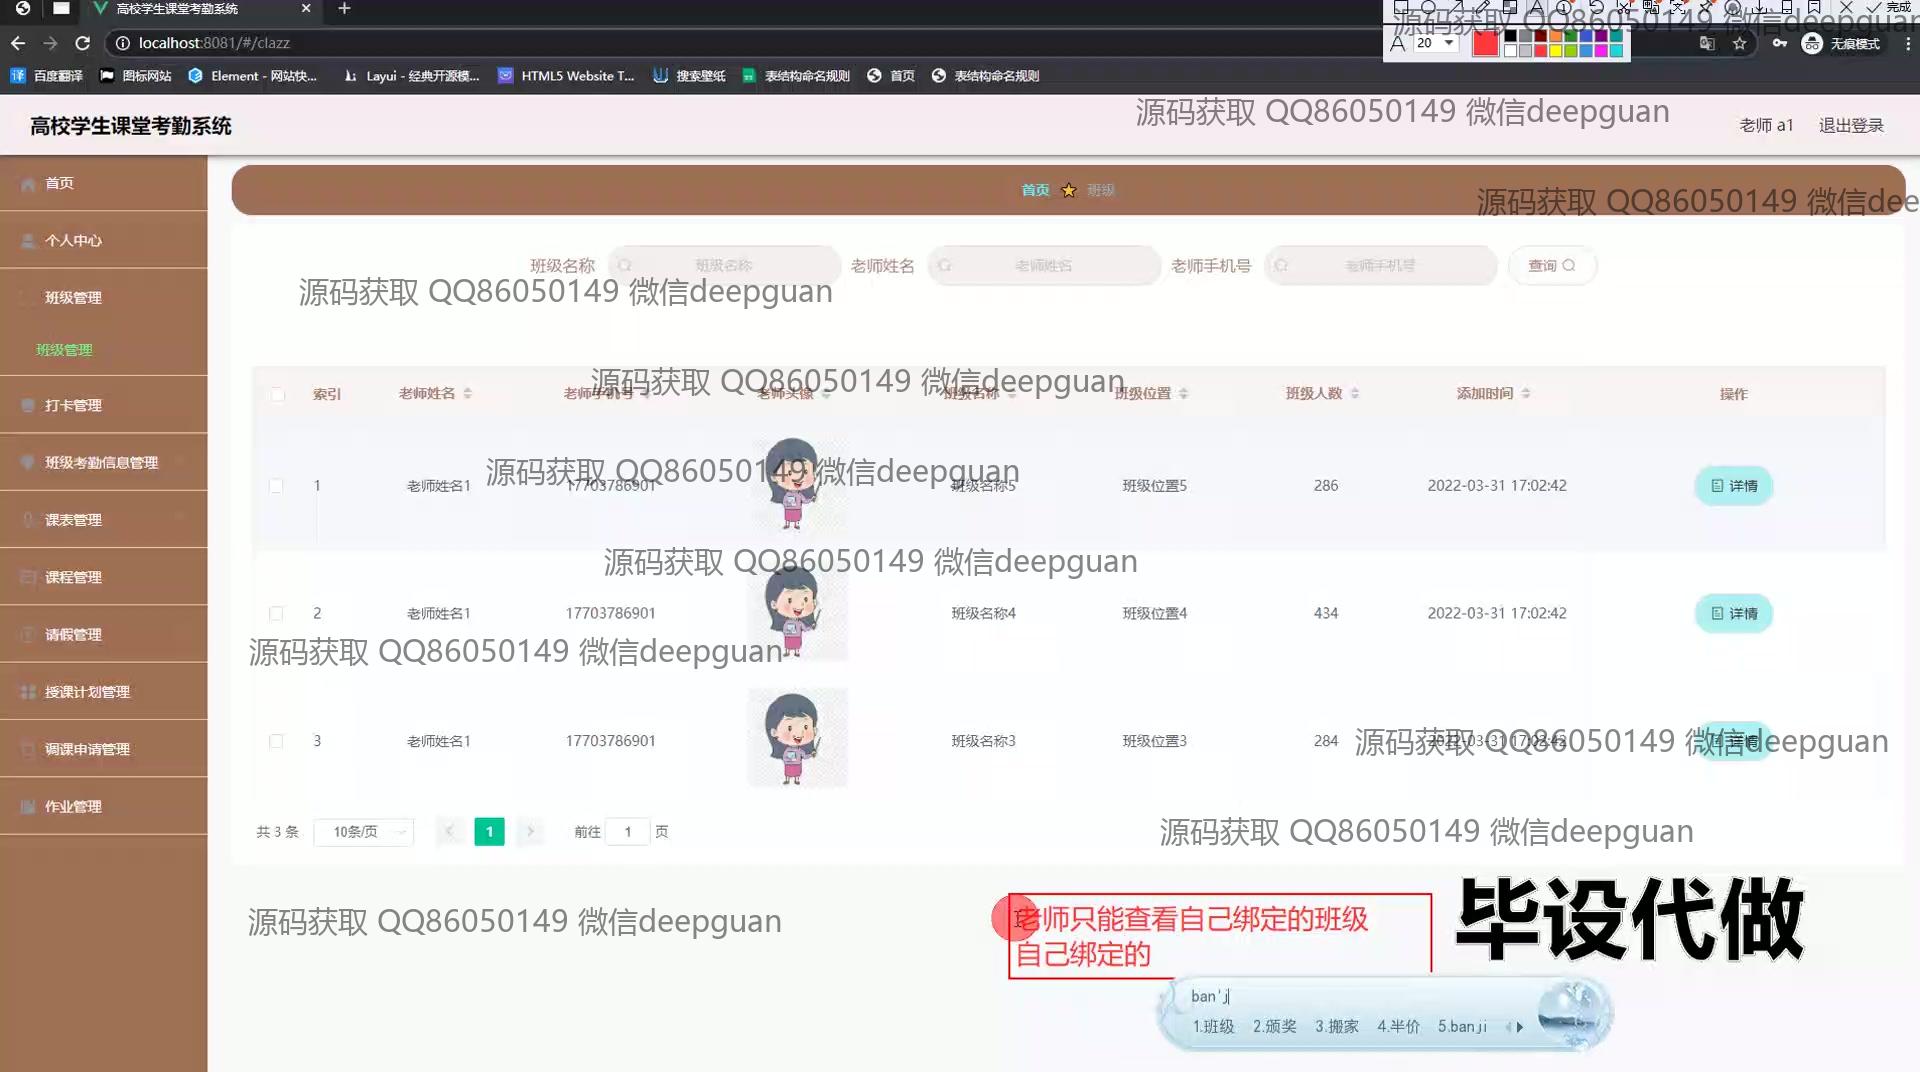 高校学生课堂考勤系统
完成
源码获取 QQ86050149 微信deepguan
localhost:8081/#/clazz
A 20
无痕模式
百度翻译 图标网站 Element - 网站快... Layui - 经典开源模... HTML5 Website T... 搜索壁纸 表结构命名规则 首页 表结构命名规则
源码获取 QQ86050149 微信deepguan
高校学生课堂考勤系统
老师 a1 退出登录
首页
首页 班级
源码获取 QQ86050149 微信dee
个人中心
班级名称 班级名称 老师姓名 老师姓名 老师手机号 老师手机号 查询
源码获取 QQ86050149 微信deepguan
班级管理
班级管理
源码获取 QQ86050149 微信deepguan
索引 老师姓名 老师手机号 老师头像 班级名称 班级位置 班级人数 添加时间 操作
打卡管理
班级考勤信息管理
源码获取 QQ86050149 微信deepguan
1 老师姓名1 17703786901 班级名称5 班级位置5 286 2022-03-31 17:02:42 详情
课表管理
源码获取 QQ86050149 微信deepguan
课程管理
2 老师姓名1 17703786901 班级名称4 班级位置4 434 2022-03-31 17:02:42 详情
请假管理
源码获取 QQ86050149 微信deepguan
授课计划管理
3 老师姓名1 17703786901 班级名称3 班级位置3 284 2022-03-31 17:02:42 详情
源码获取 QQ86050149 微信deepguan
调课申请管理
作业管理
共 3 条 10条/页 1 前往 1 页
源码获取 QQ86050149 微信deepguan
源码获取 QQ86050149 微信deepguan
老师只能查看自己绑定的班级
自己绑定的
毕设代做
ban'j
1.班级 2.颁奖 3.搬家 4.半价 5.banji